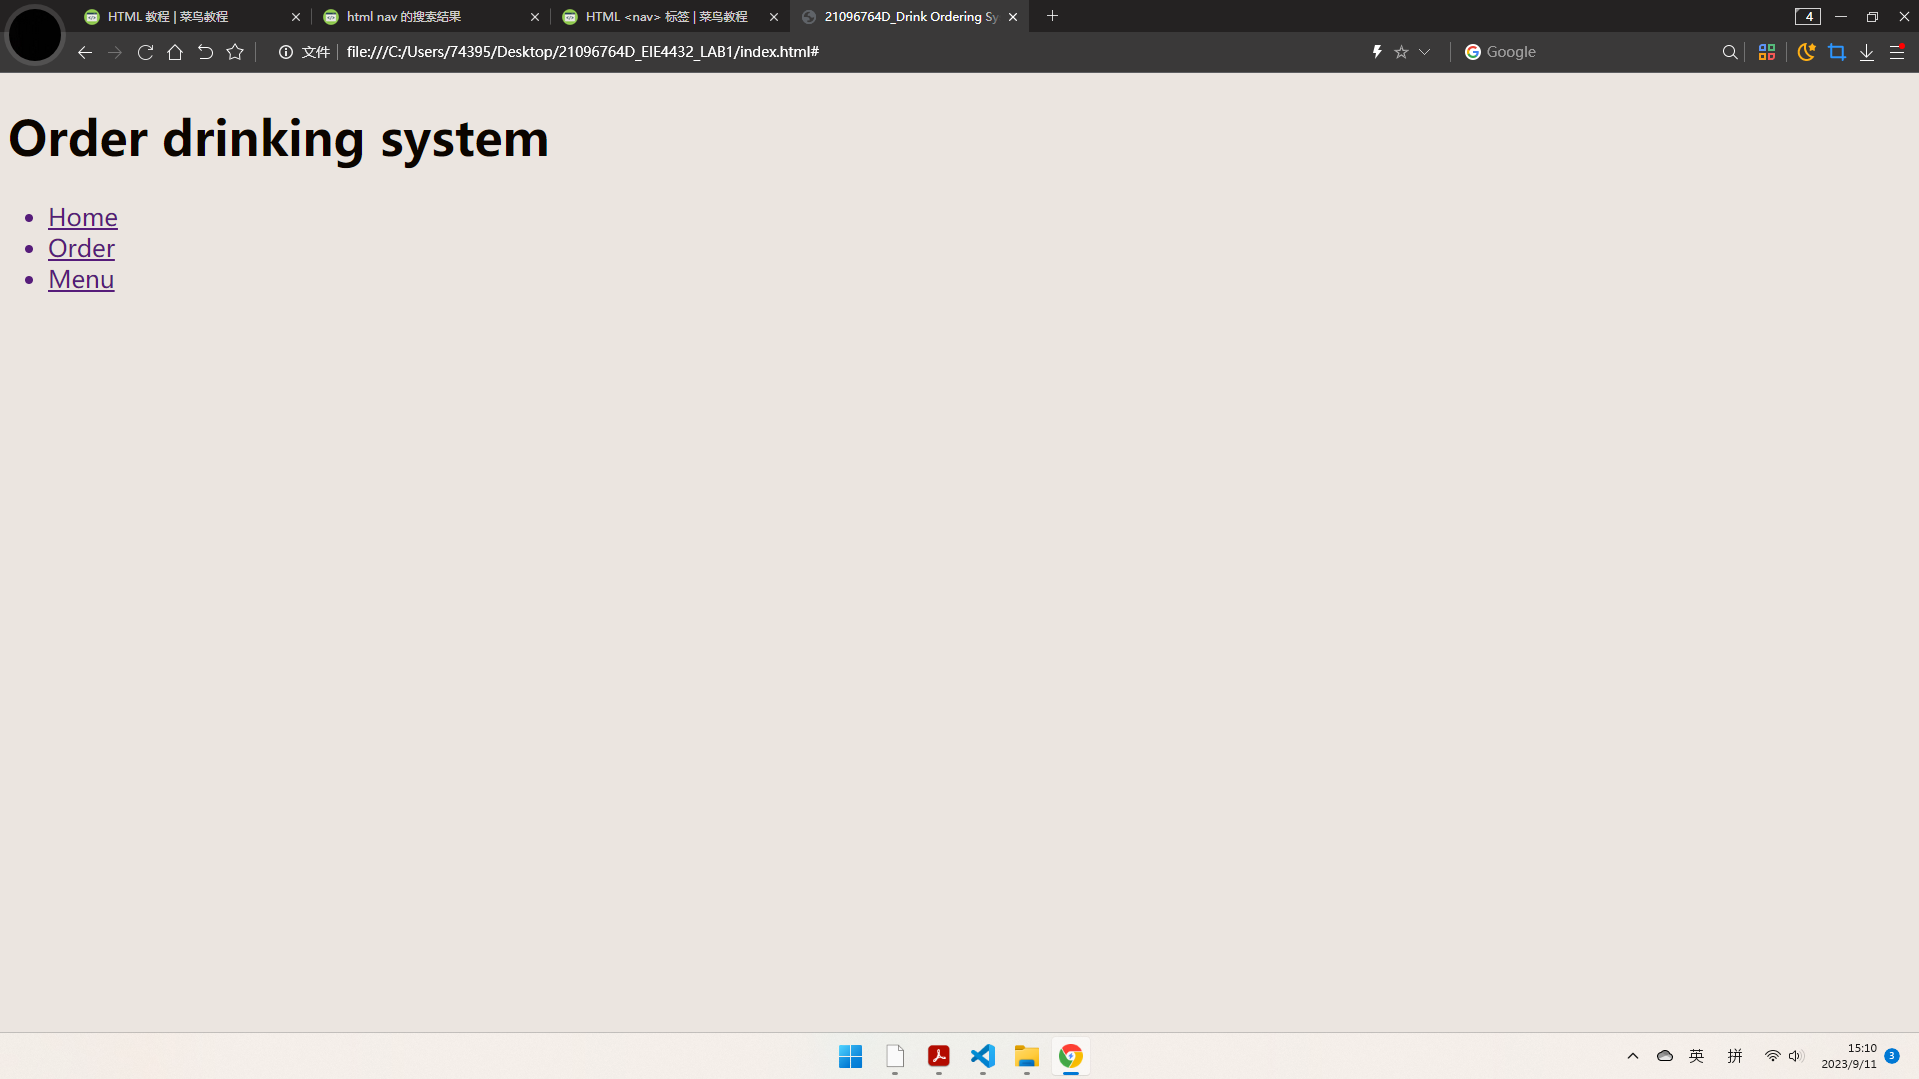 HTML 教程 | 菜鸟教程
html nav 的搜索结果
HTML <nav> 标签 | 菜鸟教程
21096764D_Drink Ordering Sy
4
文件
file:///C:/Users/74395/Desktop/21096764D_EIE4432_LAB1/index.html#
Google
Order drinking system
Home
Order
Menu
英
拼
15:10
2023/9/11
3